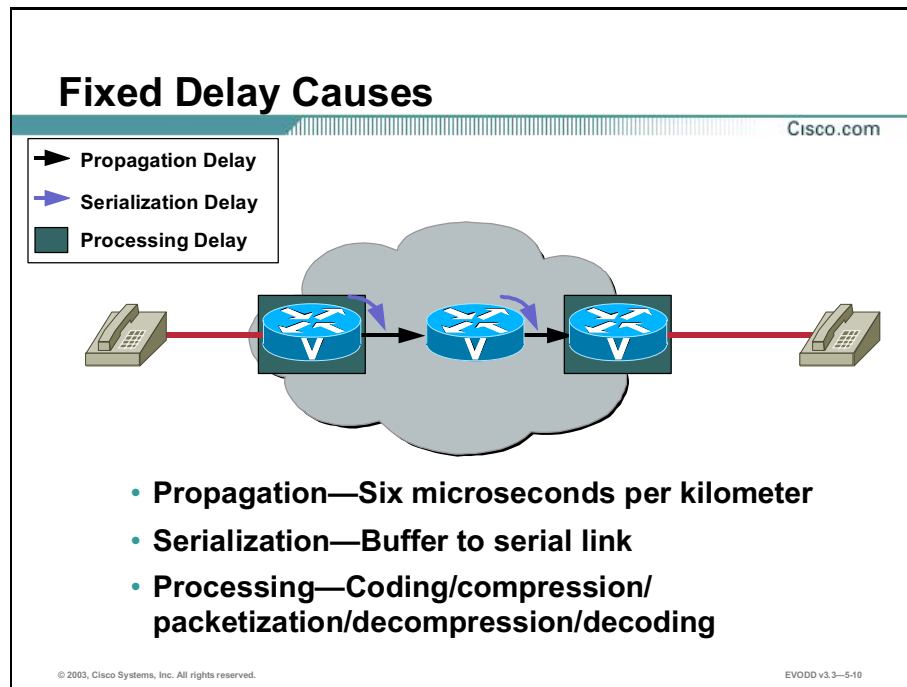 Fixed Delay Causes
Cisco.com
Propagation Delay
Serialization Delay
Processing Delay
V
V
V
• Propagation—Six microseconds per kilometer
• Serialization—Buffer to serial link
• Processing—Coding/compression/
packetization/decompression/decoding
© 2003, Cisco Systems, Inc. All rights reserved.
EVODD v3.3—5-10